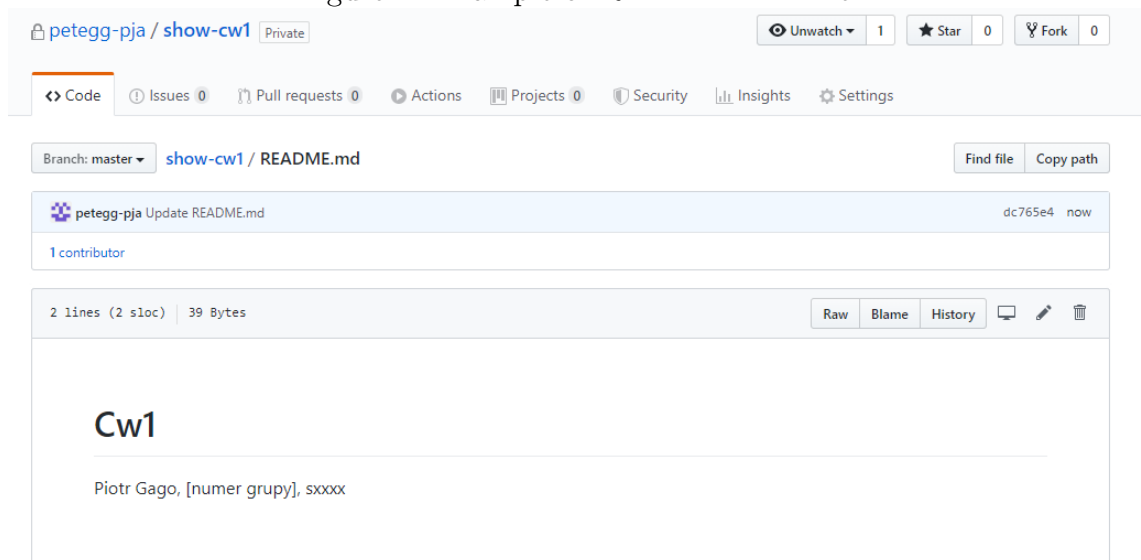 petegg-pja / show-cw1 Private Unwatch 1 Star 0 Fork 0
Code Issues 0 Pull requests 0 Actions Projects 0 Security Insights Settings
Branch: master show-cw1 / README.md Find file Copy path
petegg-pja Update README.md dc765e4 now
1 contributor
2 lines (2 sloc) 39 Bytes Raw Blame History
Cw1
Piotr Gago, [numer grupy], sxxxx